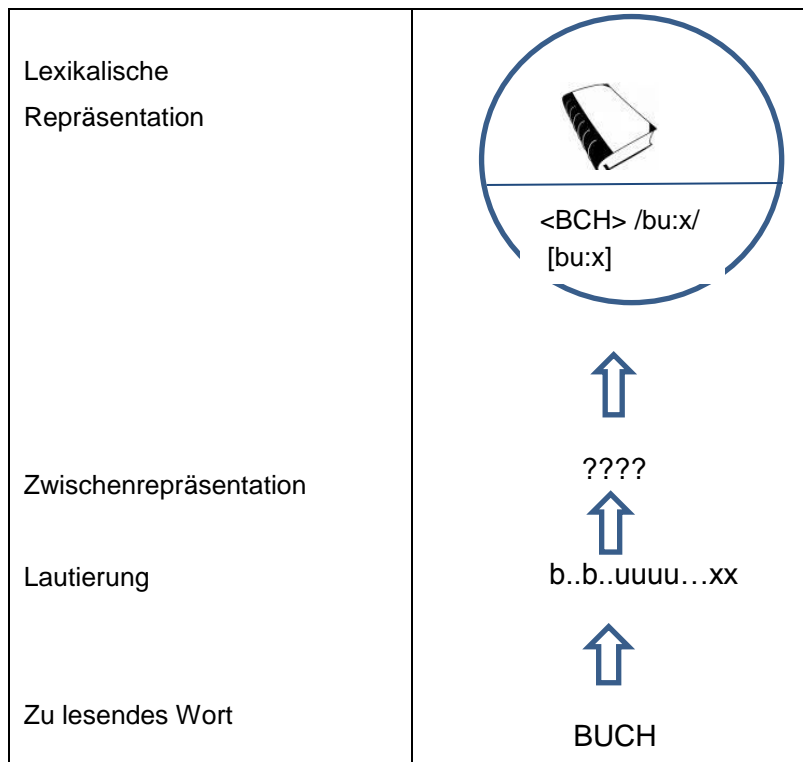 Lexikalische
Repräsentation
<BCH> /bu:x/
[bu:x]
Zwischenrepräsentation
????
Lautierung
b..b..uuuu…xx
Zu lesendes Wort
BUCH